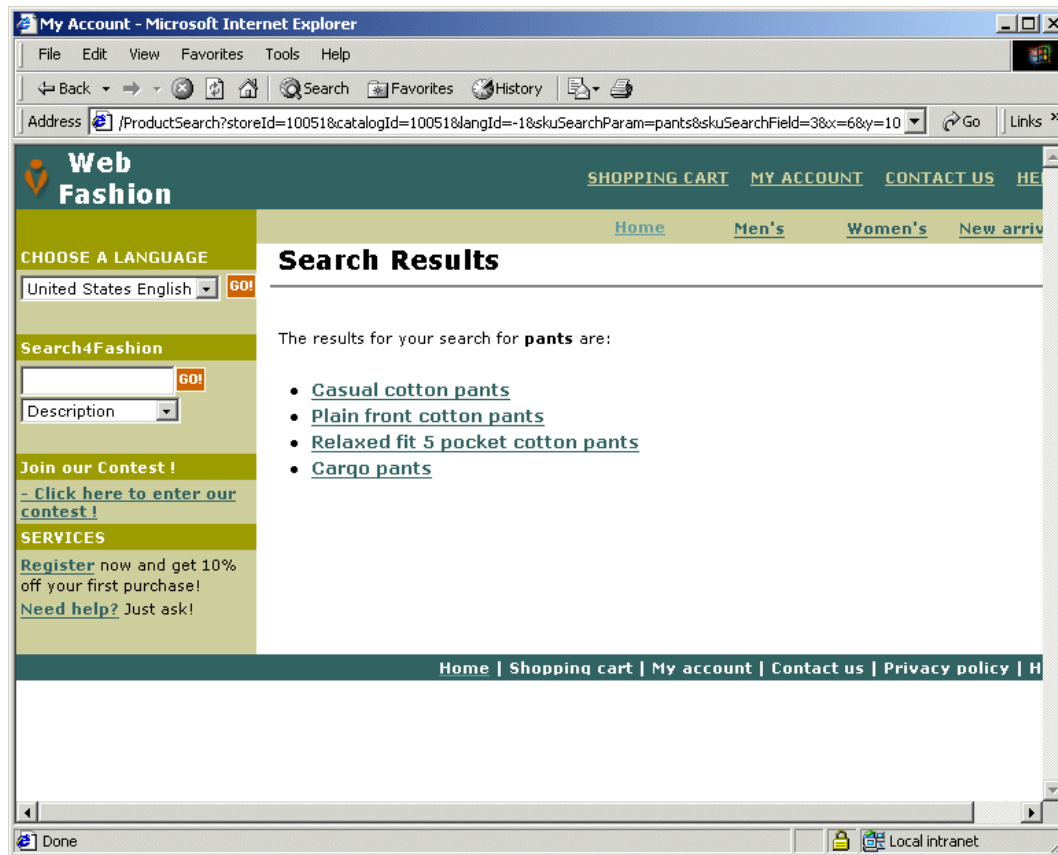 My Account - Microsoft Internet Explorer
File Edit View Favorites Tools Help
Back Search Favorites History
Address /ProductSearch?storeId=10051&catalogId=10051&langId=-1&skuSearchParam=pants&skuSearchField=3&x=6&y=10 Go Links »
Web
Fashion
SHOPPING CART MY ACCOUNT CONTACT US
Home Men's Women's New
CHOOSE A LANGUAGE
Search Results
United States English GO!
The results for your search for pants are:
Search4Fashion
GO!
Description
• Casual cotton pants
• Plain front cotton pants
• Relaxed fit 5 pocket cotton pants
• Cargo pants
Join our Contest !
- Click here to enter our
contest !
SERVICES
Register now and get 10%
off your first purchase!
Need help? Just ask!
Home | Shopping cart | My account | Contact us | Privacy policy | H
Done Local intranet